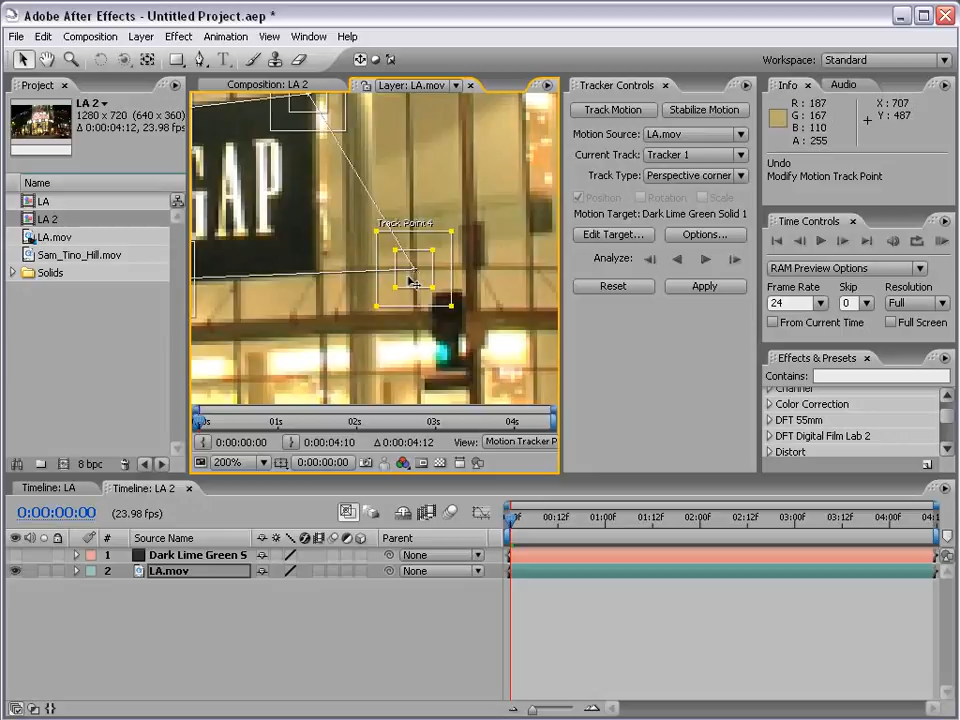 Adobe After Effects - Untitled Project.aep *
File Edit Composition Layer Effect Animation View Window Help
Workspace: Standard
Project
LA 2
1280 x 720 (640 x 360)
Δ 0:00:04:12, 23.98 fps
Name
LA
LA 2
LA.mov
Sam_Tino_Hill.mov
Solids
8 bpc
Composition: LA 2
Layer: LA.mov
GAP
Track Point 4
01s 02s 03s 04s
0:00:00:00 0:00:04:10 Δ 0:00:04:12 View: Motion Tracker P
200% 0:00:00:00
Tracker Controls
Track Motion Stabilize Motion
Motion Source: LA.mov
Current Track: Tracker 1
Track Type: Perspective corner
Position Rotation Scale
Motion Target: Dark Lime Green Solid 1
Edit Target... Options...
Analyze:
Reset Apply
Info Audio
R : 187
G : 167
B : 110
A : 255
X : 707
Y : 487
Undo
Modify Motion Track Point
Time Controls
RAM Preview Options
Frame Rate Skip Resolution
24 0 Full
From Current Time Full Screen
Effects & Presets
Contains:
Channel
Color Correction
DFT 55mm
DFT Digital Film Lab 2
Distort
Timeline: LA Timeline: LA 2
0:00:00:00 (23.98 fps)
# Source Name Parent
1 Dark Lime Green S None
2 LA.mov None
00:12f 01:00f 01:12f 02:00f 02:12f 03:00f 03:12f 04:00f 04:1